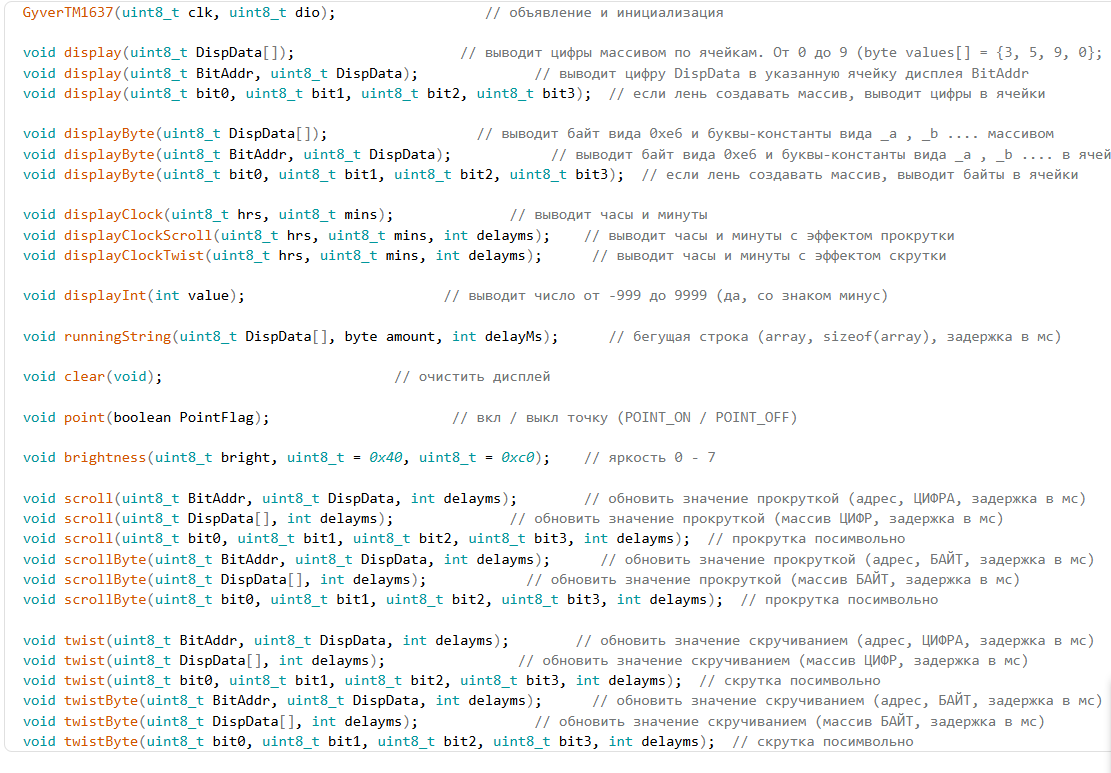 GyverTM1637(uint8_t clk, uint8_t dio); // объявление и инициализация
void display(uint8_t DispData[]); // выводит цифры массивом по ячейкам. От 0 до 9 (byte values[] = {3, 5, 9, 0};
void display(uint8_t BitAddr, uint8_t DispData); // выводит цифру DispData в указанную ячейку дисплея BitAddr
void display(uint8_t bit0, uint8_t bit1, uint8_t bit2, uint8_t bit3); // если лень создавать массив, выводит цифры в ячейки
void displayByte(uint8_t DispData[]); // выводит байт вида 0xe6 и буквы-константы вида _a , _b .... массивом
void displayByte(uint8_t BitAddr, uint8_t DispData); // выводит байт вида 0xe6 и буквы-константы вида _a , _b .... в ячей
void displayByte(uint8_t bit0, uint8_t bit1, uint8_t bit2, uint8_t bit3); // если лень создавать массив, выводит байты в ячейки
void displayClock(uint8_t hrs, uint8_t mins); // выводит часы и минуты
void displayClockScroll(uint8_t hrs, uint8_t mins, int delayms); // выводит часы и минуты с эффектом прокрутки
void displayClockTwist(uint8_t hrs, uint8_t mins, int delayms); // выводит часы и минуты с эффектом скрутки
void displayInt(int value); // выводит число от -999 до 9999 (да, со знаком минус)
void runningString(uint8_t DispData[], byte amount, int delayMs); // бегущая строка (array, sizeof(array), задержка в мс)
void clear(void); // очистить дисплей
void point(boolean PointFlag); // вкл / выкл точку (POINT_ON / POINT_OFF)
void brightness(uint8_t bright, uint8_t = 0x40, uint8_t = 0xc0); // яркость 0 - 7
void scroll(uint8_t BitAddr, uint8_t DispData, int delayms); // обновить значение прокруткой (адрес, ЦИФРА, задержка в мс)
void scroll(uint8_t DispData[], int delayms); // обновить значение прокруткой (массив ЦИФР, задержка в мс)
void scroll(uint8_t bit0, uint8_t bit1, uint8_t bit2, uint8_t bit3, int delayms); // прокрутка посимвольно
void scrollByte(uint8_t BitAddr, uint8_t DispData, int delayms); // обновить значение прокруткой (адрес, БАЙТ, задержка в мс)
void scrollByte(uint8_t DispData[], int delayms); // обновить значение прокруткой (массив БАЙТ, задержка в мс)
void scrollByte(uint8_t bit0, uint8_t bit1, uint8_t bit2, uint8_t bit3, int delayms); // прокрутка посимвольно
void twist(uint8_t BitAddr, uint8_t DispData, int delayms); // обновить значение скручиванием (адрес, ЦИФРА, задержка в мс)
void twist(uint8_t DispData[], int delayms); // обновить значение скручиванием (массив ЦИФР, задержка в мс)
void twist(uint8_t bit0, uint8_t bit1, uint8_t bit2, uint8_t bit3, int delayms); // скрутка посимвольно
void twistByte(uint8_t BitAddr, uint8_t DispData, int delayms); // обновить значение скручиванием (адрес, БАЙТ, задержка в мс)
void twistByte(uint8_t DispData[], int delayms); // обновить значение скручиванием (массив БАЙТ, задержка в мс)
void twistByte(uint8_t bit0, uint8_t bit1, uint8_t bit2, uint8_t bit3, int delayms); // скрутка посимвольно